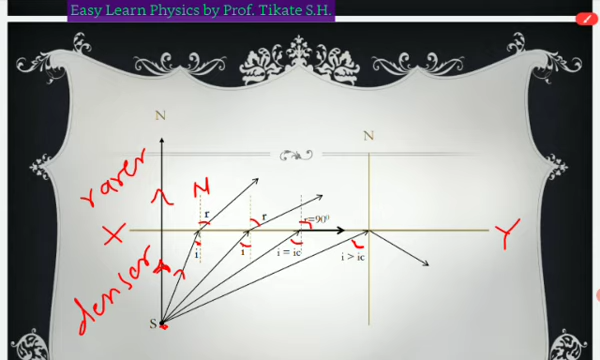 Easy Learn Physics by Prof. Tikate S.H.
N
N
rarer
N
r
r
r=90⁰
X
Y
i
i
i = ic
i > ic
denser
S